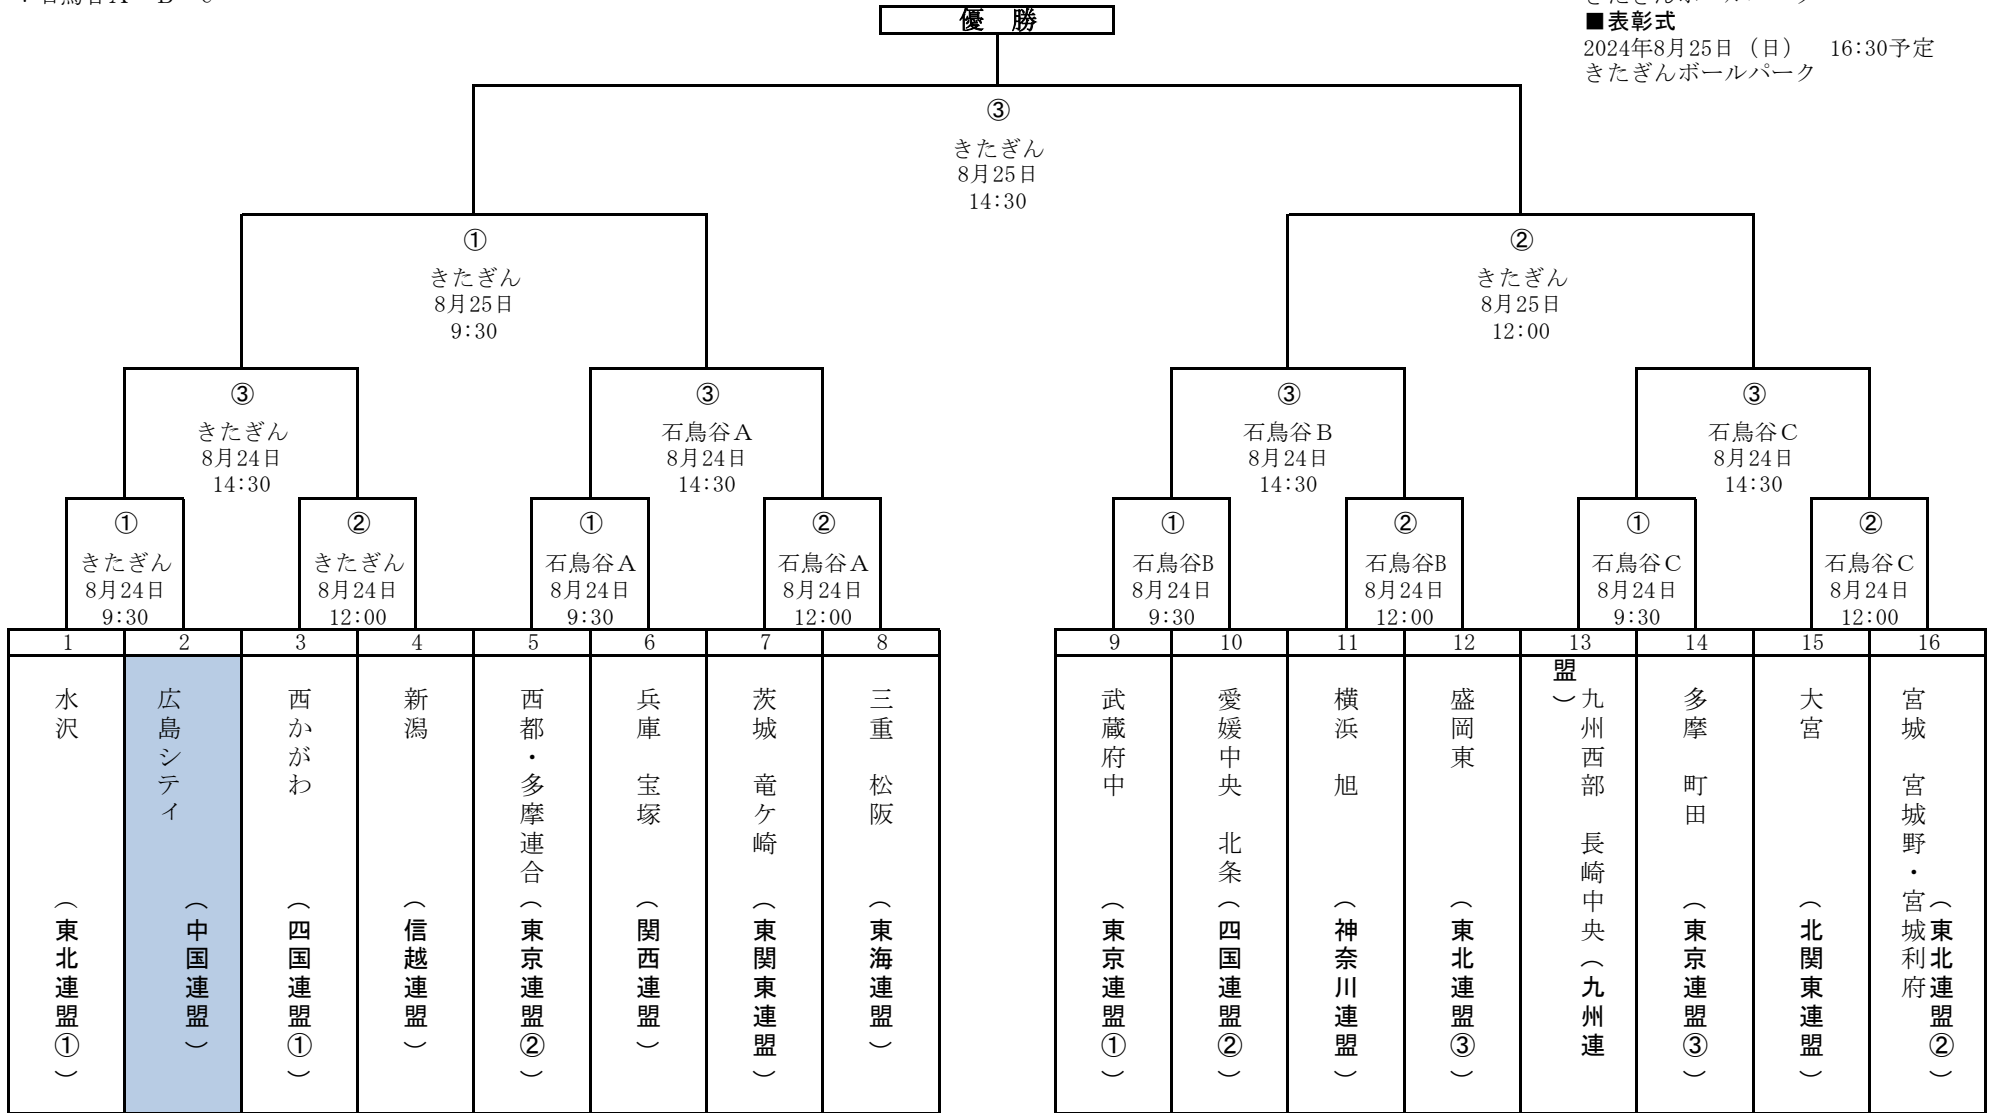 優　勝
■表彰式
2024年8月25日（日）　16:30予定
きたぎんボールパーク
③
きたぎん
8月25日
14:30
①
きたぎん
8月25日
9:30
②
きたぎん
8月25日
12:00
③
きたぎん
8月24日
14:30
③
石鳥谷Ａ
8月24日
14:30
③
石鳥谷Ｂ
8月24日
14:30
③
石鳥谷Ｃ
8月24日
14:30
①
きたぎん
8月24日
9:30
②
きたぎん
8月24日
12:00
①
石鳥谷Ａ
8月24日
9:30
②
石鳥谷Ａ
8月24日
12:00
①
石鳥谷B
8月24日
9:30
②
石鳥谷B
8月24日
12:00
①
石鳥谷Ｃ
8月24日
9:30
②
石鳥谷Ｃ
8月24日
12:00
1
2
3
4
5
6
7
8
9
10
11
12
13
14
15
16
水沢　（東北連盟①）
広島シテイ
（中国連盟）
西かがわ　（四国連盟①）
新潟　（信越連盟）
西都・多摩連合（東京連盟②）
兵庫　宝塚　（関西連盟）
茨城　竜ケ崎　（東関東連盟）
三重　松阪　（東海連盟）
武蔵府中　（東京連盟①）
愛媛中央　北条（四国連盟②）
横浜　旭　（神奈川連盟）
盛岡東　（東北連盟③）
九州西部　長崎中央（九州連
盟）
多摩　町田　（東京連盟③）
大宮　（北関東連盟）
宮城　宮城野・宮城利府
（東北連盟②）